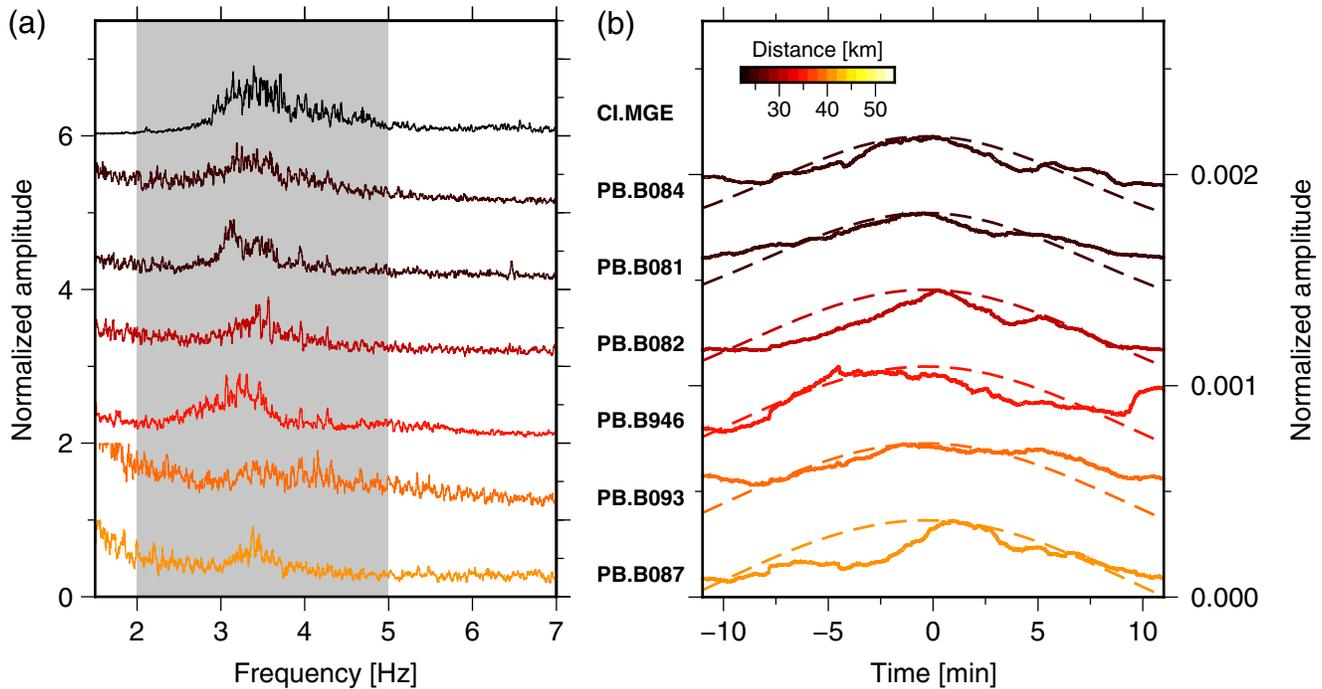 (a)
Normalized amplitude
6
4
2
0
2 3 4 5 6 7
Frequency [Hz]
CI.MGE
PB.B084
PB.B081
PB.B082
PB.B946
PB.B093
PB.B087
(b)
Distance [km]
30 40 50
0.002
0.001
0.000
Normalized amplitude
−10 −5 0 5 10
Time [min]